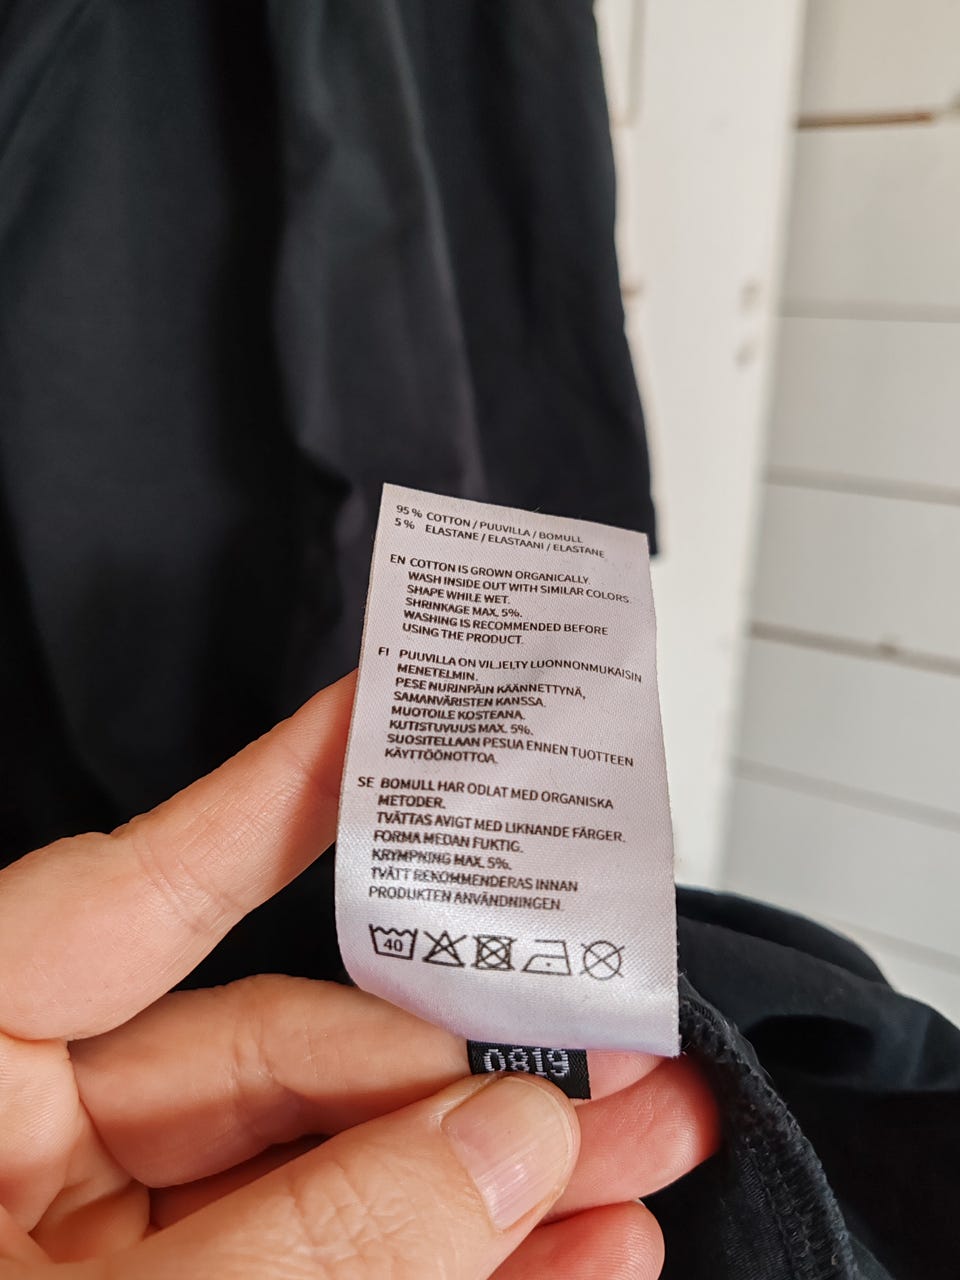 95 % COTTON / PUUVILLA / BOMULL
5 % ELASTANE / ELASTAANI / ELASTANE
EN COTTON IS GROWN ORGANICALLY.
WASH INSIDE OUT WITH SIMILAR COLORS.
SHAPE WHILE WET.
SHRINKAGE MAX. 5%.
WASHING IS RECOMMENDED BEFORE
USING THE PRODUCT.
FI PUUVILLA ON VILJELTY LUONNONMUKAISIN
MENETELMIN.
PESE NURINPÄIN KÄÄNNETTYNÄ,
SAMANVÄRISTEN KANSSA.
MUOTOILE KOSTEANA.
KUTISTUVUUS MAX. 5%.
SUOSITELLAAN PESUA ENNEN TUOTTEEN
KÄYTTÖÖNOTTOA.
SE BOMULL HAR ODLAT MED ORGANISKA
METODER.
TVÄTTAS AVIGT MED LIKNANDE FÄRGER.
FORMA MEDAN FUKTIG.
KRYMPNING MAX. 5%.
TVÄTT REKOMMENDERAS INNAN
PRODUKTEN ANVÄNDNINGEN.
40
0819